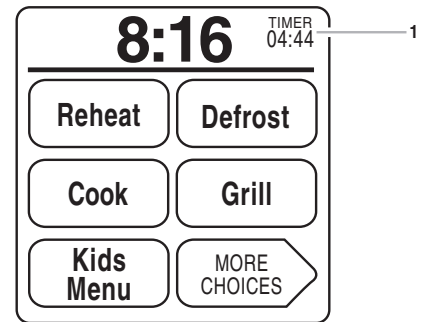 8:16
TIMER
04:44
1
Reheat
Defrost
Cook
Grill
Kids
Menu
MORE
CHOICES